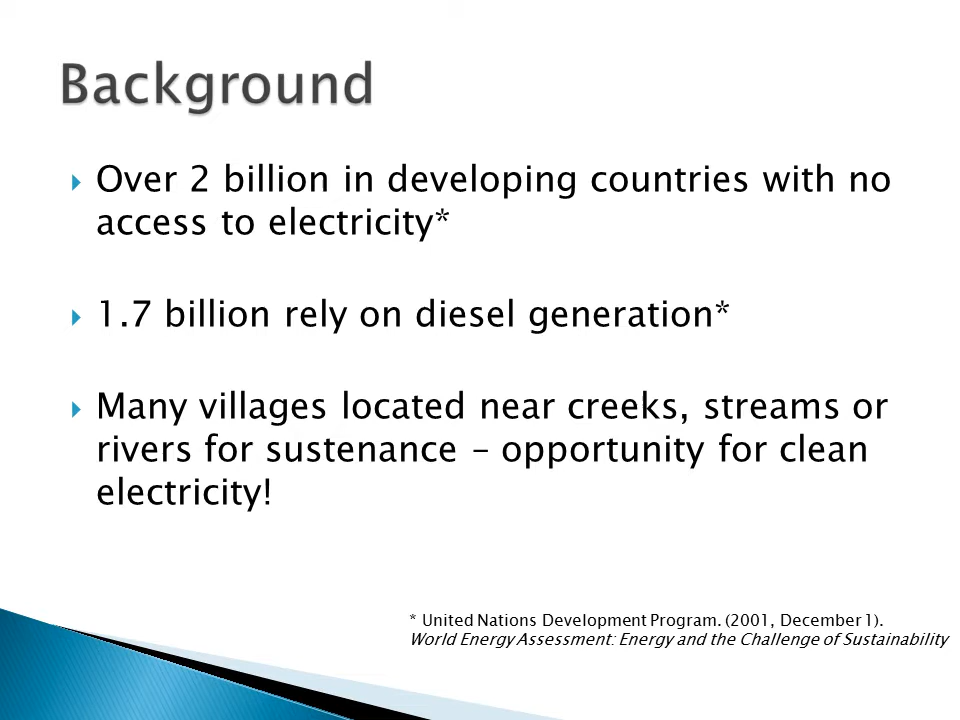 Background
Over 2 billion in developing countries with no
access to electricity*
1.7 billion rely on diesel generation*
Many villages located near creeks, streams or
rivers for sustenance – opportunity for clean
electricity!
* United Nations Development Program. (2001, December 1).
World Energy Assessment: Energy and the Challenge of Sustainability